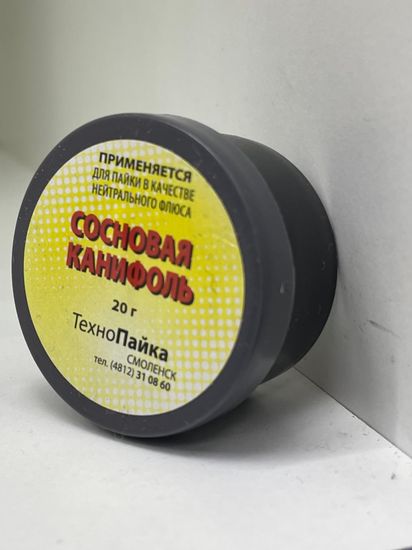 ПРИМЕНЯЕТСЯ
ДЛЯ ПАЙКИ В КАЧЕСТВЕ
НЕЙТРАЛЬНОГО ФЛЮСА
СОСНОВАЯ
КАНИФОЛЬ
20 г
ТехноПайка
СМОЛЕНСК
тел. (4812) 31 08 60